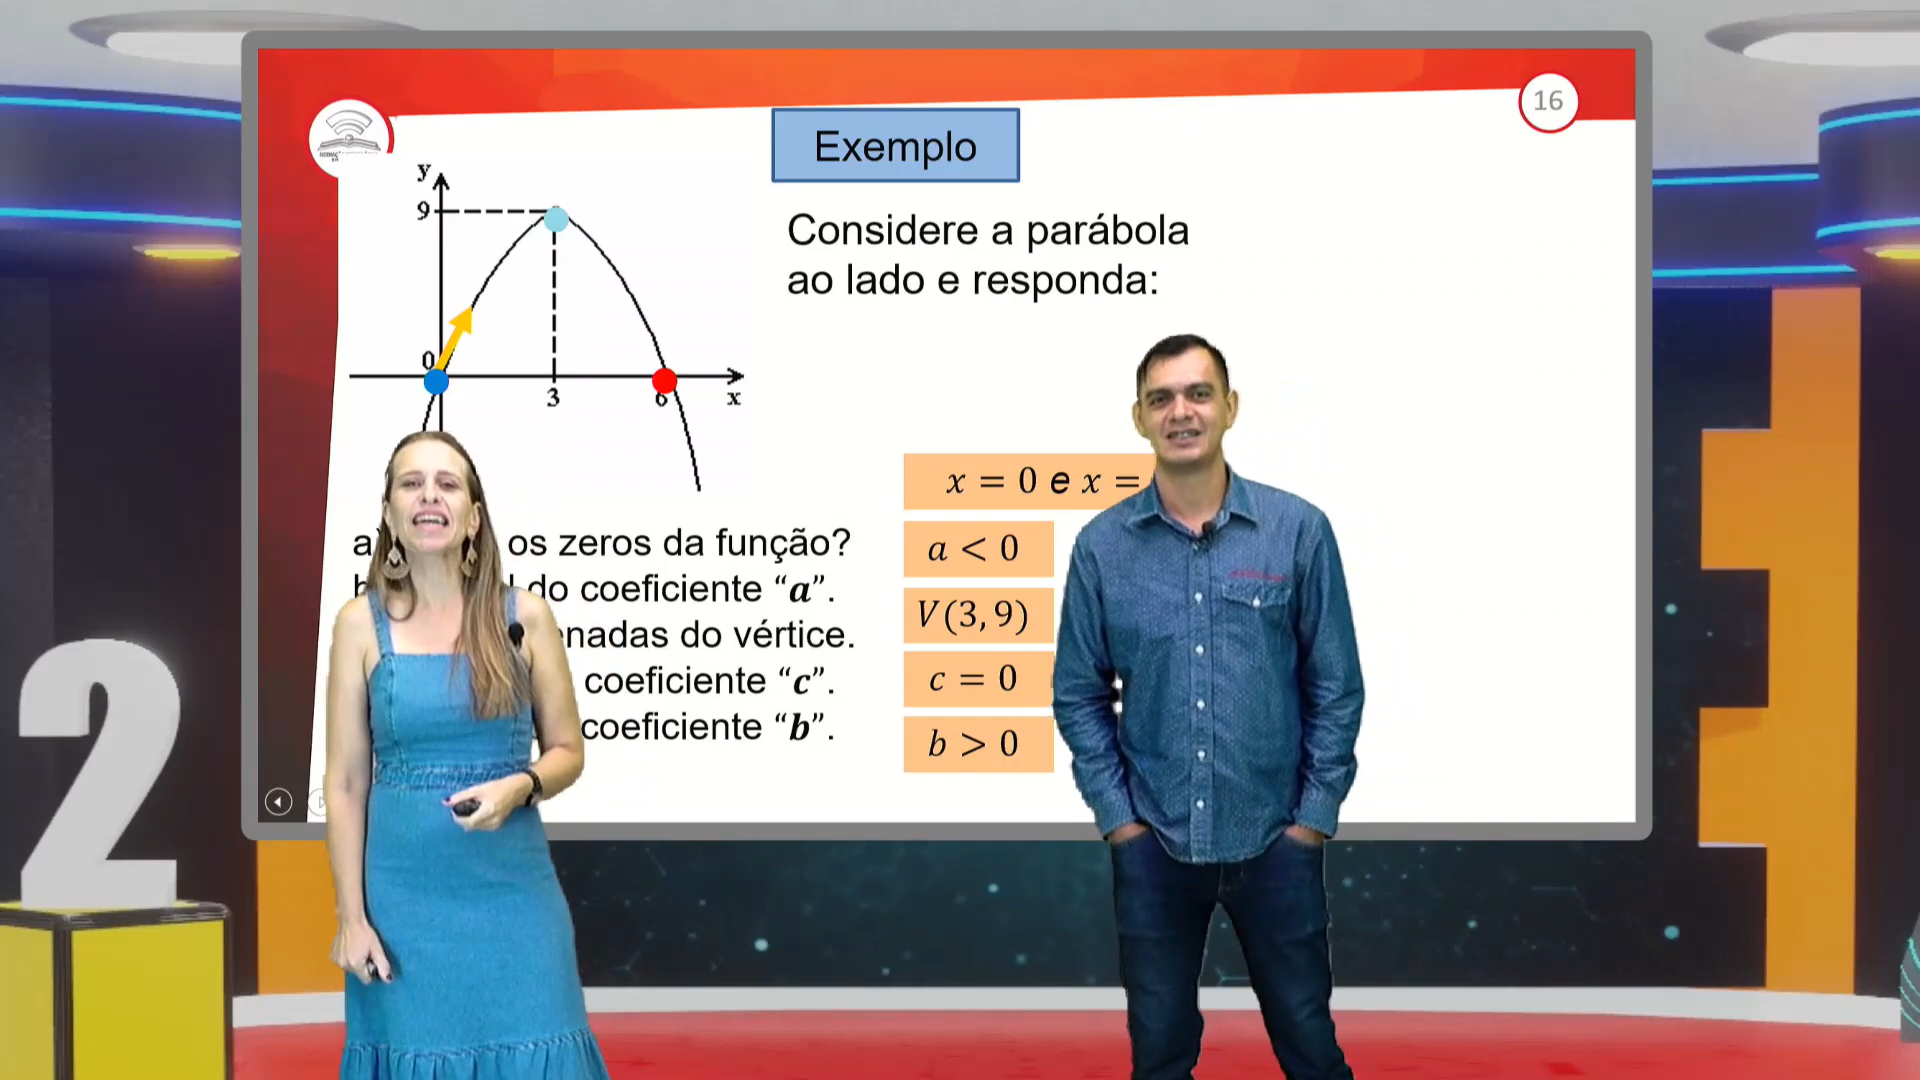 16
Exemplo
y
9
Considere a parábola
ao lado e responda:
0
3
6
x
x = 0 e x =
a) os zeros da função?
a < 0
do coeficiente “a”.
V(3, 9)
nadas do vértice.
c = 0
coeficiente “c”.
b > 0
coeficiente “b”.
2